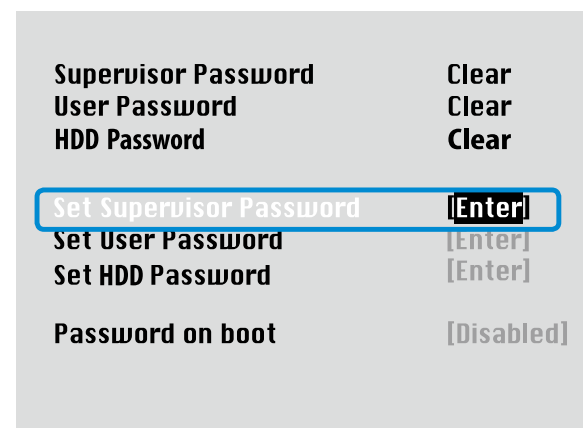 Supervisor Password Clear
User Password Clear
HDD Password Clear
Set Supervisor Password [Enter]
Set User Password [Enter]
Set HDD Password [Enter]
Password on boot [Disabled]